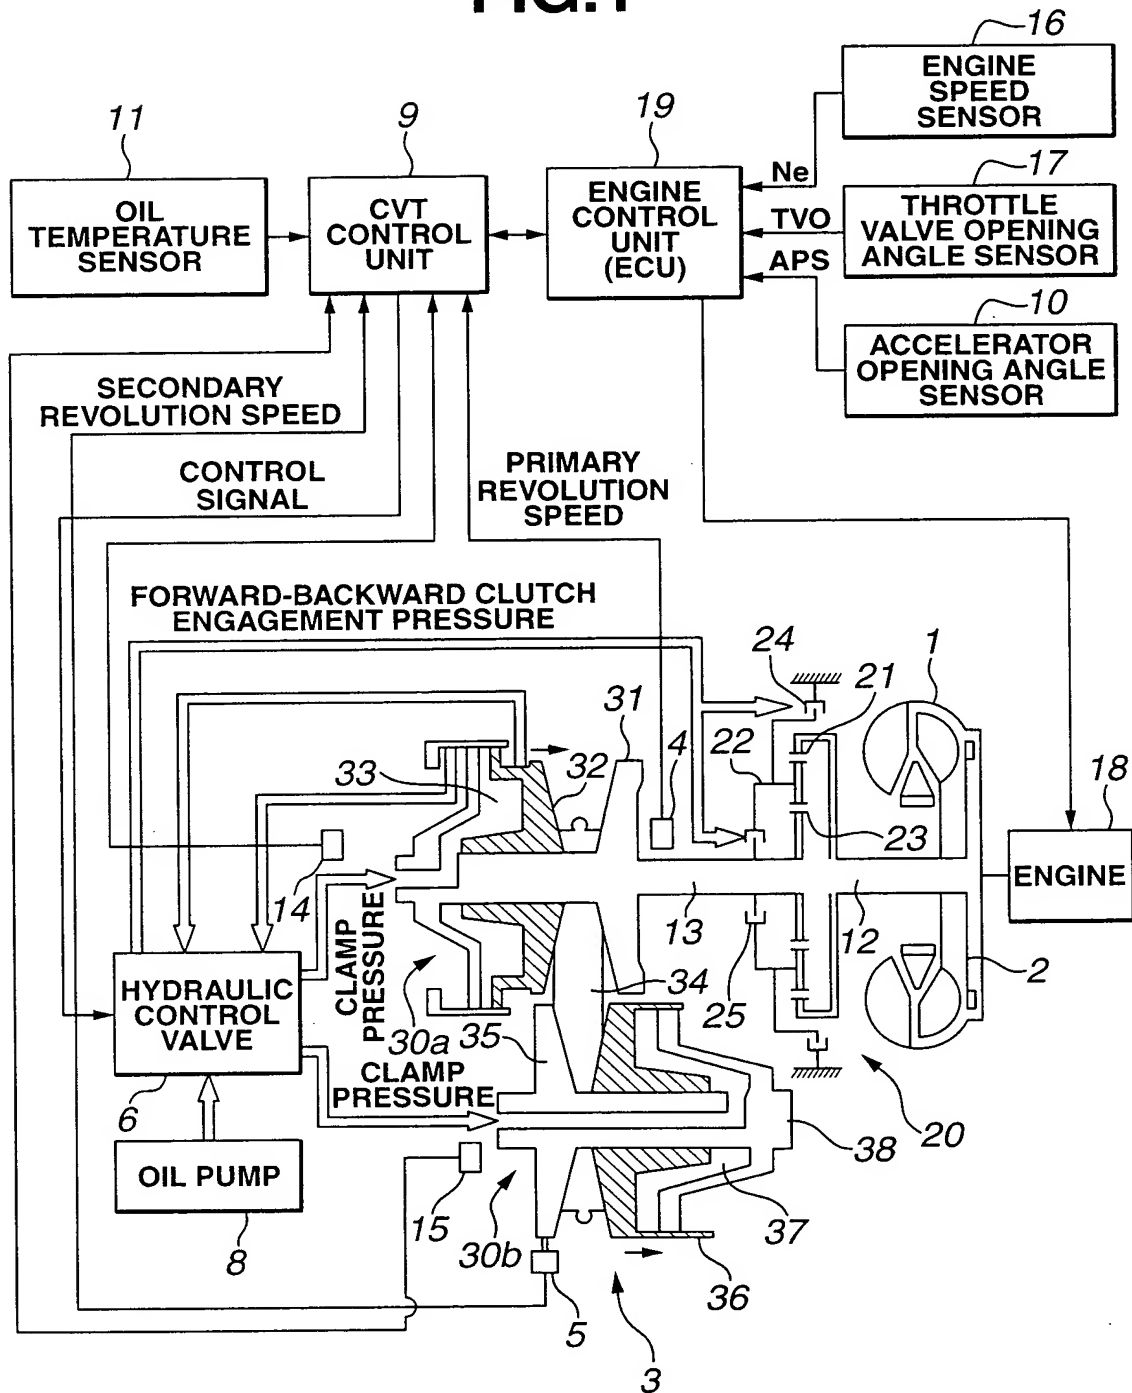 FIG.1
16
ENGINE
SPEED
SENSOR
11
9
19
OIL
TEMPERATURE
SENSOR
CVT
CONTROL
UNIT
ENGINE
CONTROL
UNIT
(ECU)
Ne
TVO
APS
17
THROTTLE
VALVE OPENING
ANGLE SENSOR
10
ACCELERATOR
OPENING ANGLE
SENSOR
SECONDARY
REVOLUTION SPEED
CONTROL
SIGNAL
PRIMARY
REVOLUTION
SPEED
FORWARD-BACKWARD CLUTCH
ENGAGEMENT PRESSURE
24
21
1
31
4
22
32
33
18
23
14
ENGINE
CLAMP
PRESSURE
13
12
34
2
25
30a
35
HYDRAULIC
CONTROL
VALVE
CLAMP
PRESSURE
6
20
38
OIL PUMP
15
37
8
30b
36
5
3